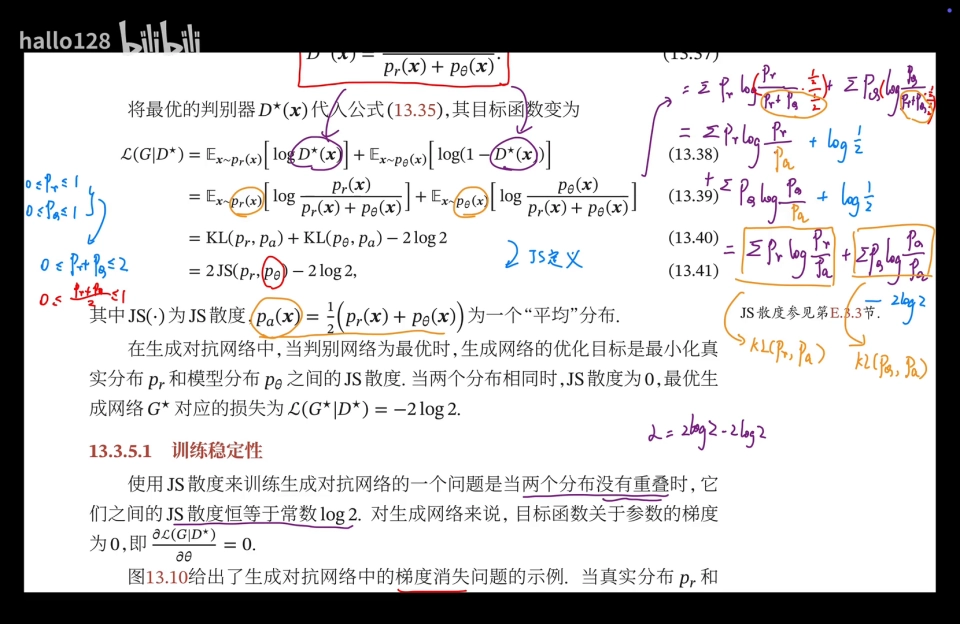 hallo128 bilibili
D*(x) = / p_r(x) + p_θ(x) . (13.37)
将最优的判别器 D*(x) 代入公式 (13.35), 其目标函数变为
ℒ(G|D*) = 𝔼_{x~p_r(x)}[log D*(x)] + 𝔼_{x~p_θ(x)}[log(1 − D*(x))] (13.38)
= 𝔼_{x~p_r(x)}[log p_r(x) / (p_r(x) + p_θ(x))] + 𝔼_{x~p_θ(x)}[log p_θ(x) / (p_r(x) + p_θ(x))] (13.39)
= KL(p_r, p_a) + KL(p_θ, p_a) − 2 log 2 (13.40)
= 2 JS(p_r, p_θ) − 2 log 2, (13.41)
其中 JS(·) 为 JS 散度. p_a(x) = 1/2(p_r(x) + p_θ(x)) 为一个“平均”分布.
JS 散度参见第E.3.3节.
在生成对抗网络中, 当判别网络为最优时, 生成网络的优化目标是最小化真
实分布 p_r 和模型分布 p_θ 之间的 JS 散度. 当两个分布相同时, JS 散度为 0, 最优生
成网络 G* 对应的损失为 ℒ(G*|D*) = −2 log 2.
13.3.5.1 训练稳定性
使用 JS 散度来训练生成对抗网络的一个问题是当两个分布没有重叠时, 它
们之间的 JS 散度恒等于常数 log 2. 对生成网络来说, 目标函数关于参数的梯度
为 0, 即 ∂ℒ(G|D*)/∂θ = 0.
图13.10给出了生成对抗网络中的梯度消失问题的示例. 当真实分布 p_r 和
0 ≤ P_r ≤ 1
0 ≤ P_θ ≤ 1
0 ≤ P_r + P_θ ≤ 2
0 ≤ (P_r + P_θ)/2 ≤ 1
JS定义
= Σ P_r log(P_r/(P_r+P_θ) · 1/2 / 1/2) + Σ P_θ (log P_θ/(P_r+P_θ) · 1/2 / 1/2)
= Σ P_r log P_r/P_a + log 1/2
+ Σ P_θ log P_θ/P_a + log 1/2
= Σ P_r log P_r/P_a + Σ P_θ log P_θ/P_a
− 2log2
KL(P_r, P_a)
KL(P_θ, P_a)
ℒ = 2log2 - 2log2